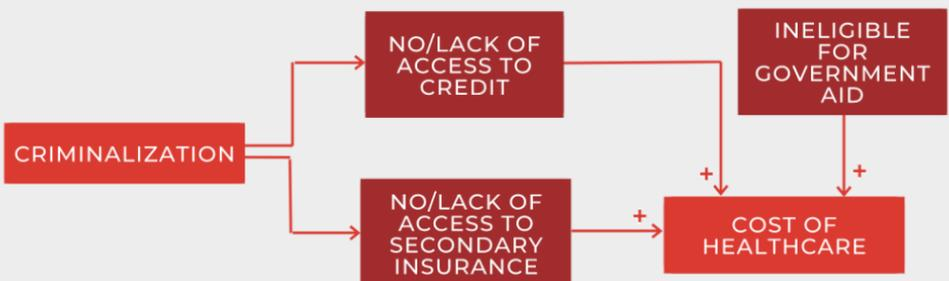 NO/LACK OF
ACCESS TO
CREDIT
INELIGIBLE
FOR
GOVERNMENT
AID
CRIMINALIZATION
+
+
NO/LACK OF
ACCESS TO
SECONDARY
INSURANCE
+
COST OF
HEALTHCARE